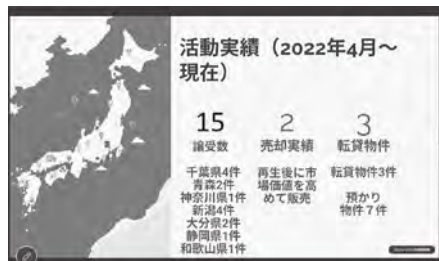 活動実績（2022年4月～
現在）
15
譲受数
千葉県4件
青森2件
神奈川県1件
新潟4件
大分県2件
静岡県1件
和歌山県1件
2
売却実績
再生後に市
場価値を高
めて販売
3
転貸物件
転貸物件3件
預かり
物件７件